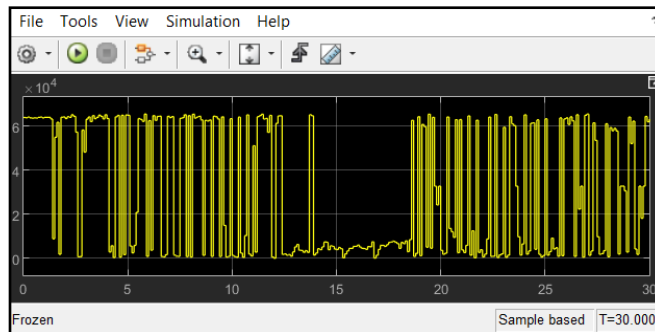 File Tools View Simulation Help
×10⁴
6
4
2
0
0 5 10 15 20 25 30
Frozen Sample based T=30.000